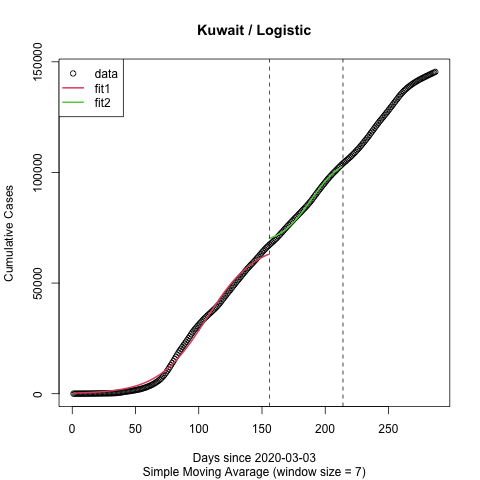 Kuwait / Logistic
data
fit1
fit2
Cumulative Cases
0
50000
100000
150000
0 50 100 150 200 250
Days since 2020-03-03
Simple Moving Avarage (window size = 7)